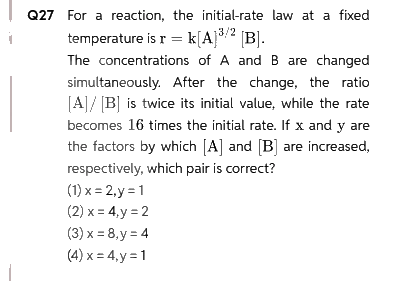 Q27 For a reaction, the initial-rate law at a fixed
temperature is r = k[A]^{3/2} [B].
The concentrations of A and B are changed
simultaneously. After the change, the ratio
[A]/ [B] is twice its initial value, while the rate
becomes 16 times the initial rate. If x and y are
the factors by which [A] and [B] are increased,
respectively, which pair is correct?
(1) x = 2,y = 1
(2) x = 4,y = 2
(3) x = 8,y = 4
(4) x = 4,y = 1